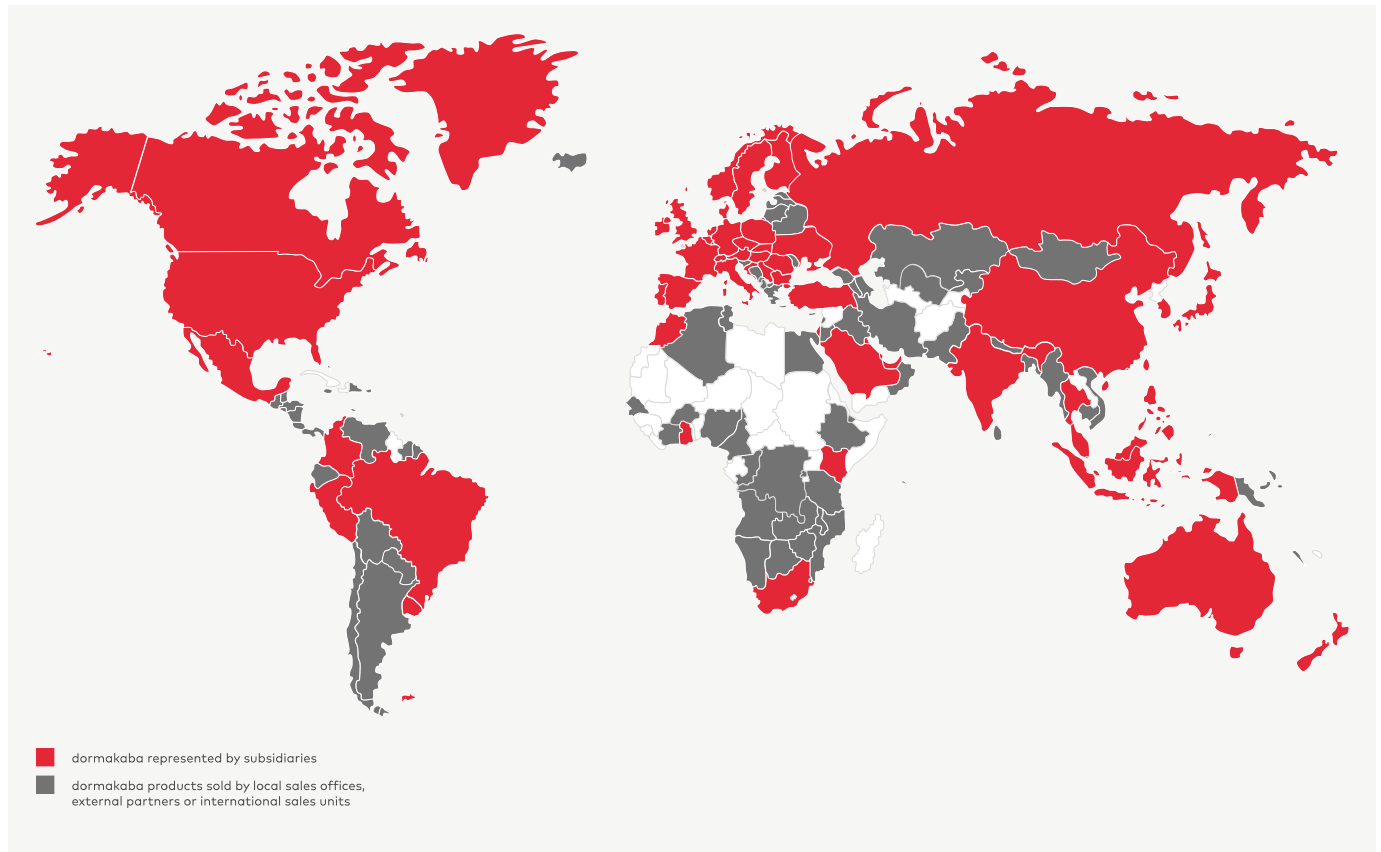 dormakaba represented by subsidiaries
dormakaba products sold by local sales offices,
external partners or international sales units